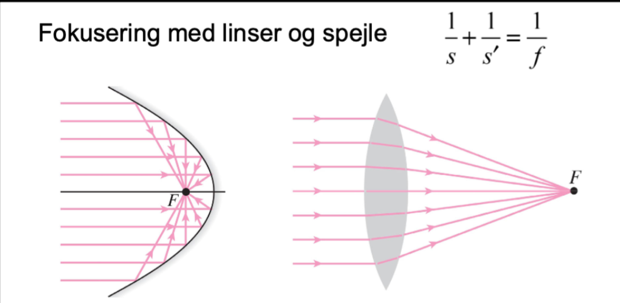 Fokusering med linser og spejle
1/s + 1/s′ = 1/f
F
F